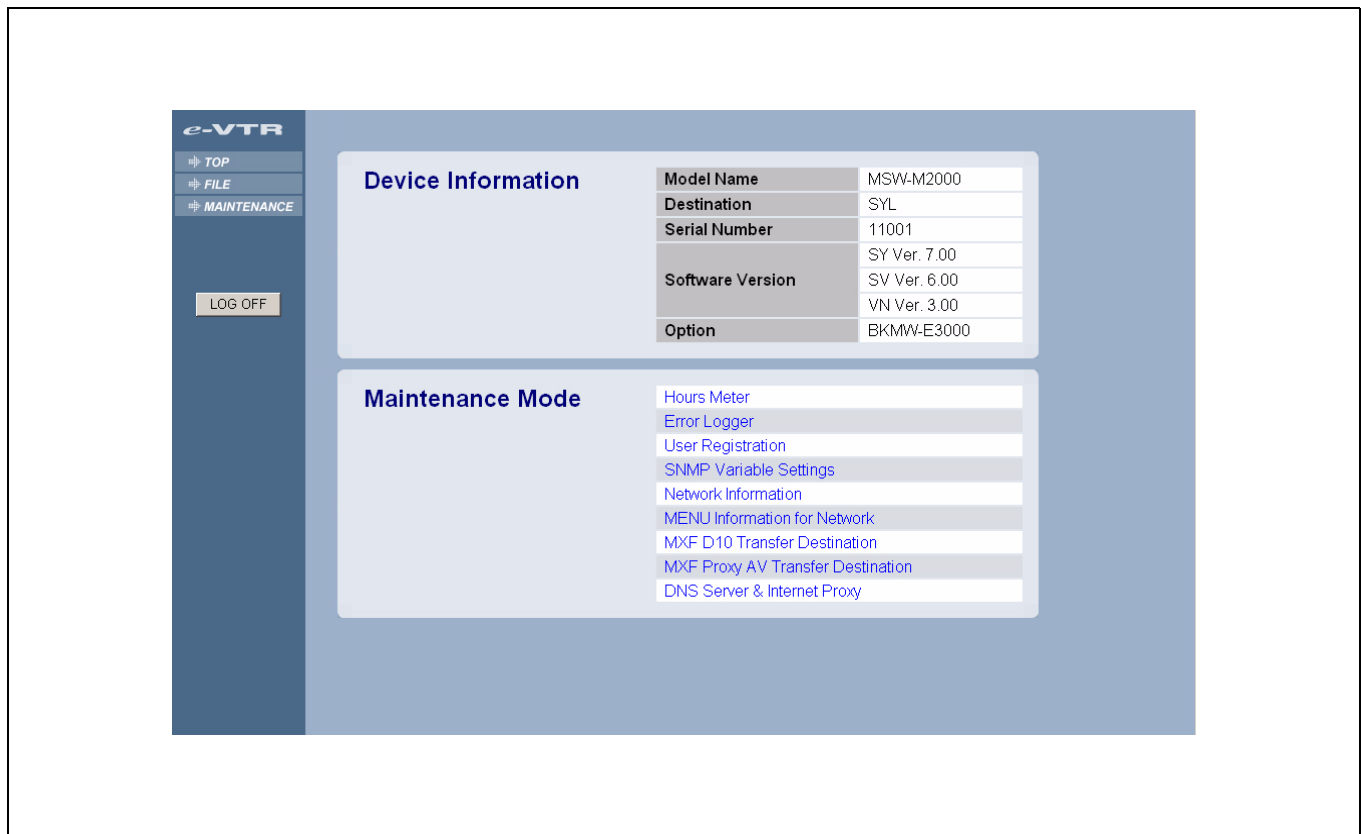 e-VTR
TOP
FILE
MAINTENANCE
LOG OFF
Device Information
Model Name MSW-M2000
Destination SYL
Serial Number 11001
Software Version SY Ver. 7.00
SV Ver. 6.00
VN Ver. 3.00
Option BKMW-E3000
Maintenance Mode
Hours Meter
Error Logger
User Registration
SNMP Variable Settings
Network Information
MENU Information for Network
MXF D10 Transfer Destination
MXF Proxy AV Transfer Destination
DNS Server & Internet Proxy